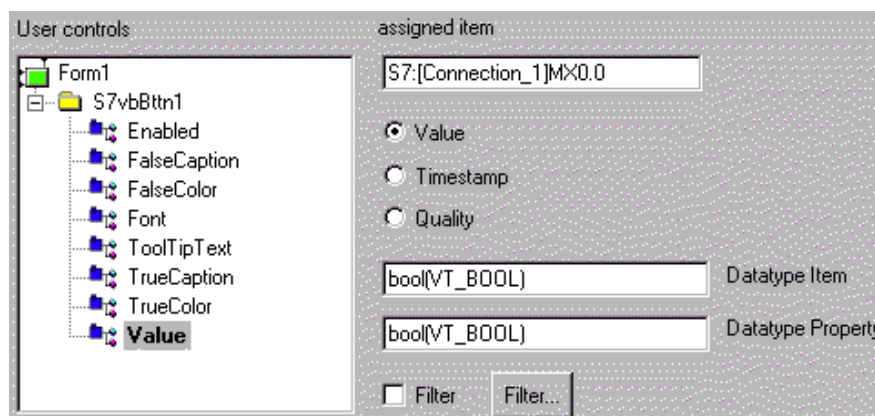 User controls
Form1
S7vbBttn1
Enabled
FalseCaption
FalseColor
Font
ToolTipText
TrueCaption
TrueColor
Value
assigned item
S7:[Connection_1]MX0.0
Value
Timestamp
Quality
bool(VT_BOOL) Datatype Item
bool(VT_BOOL) Datatype Property
Filter Filter...